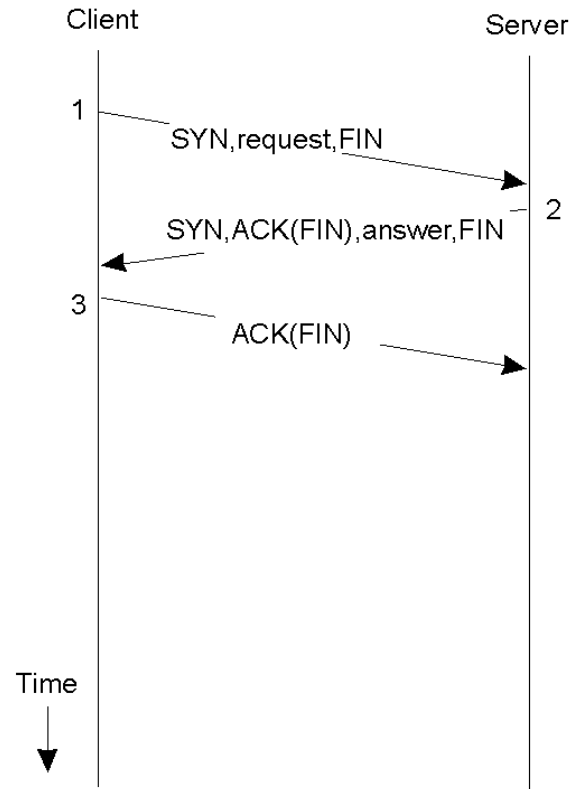 Client
Server
1
SYN,request,FIN
2
SYN,ACK(FIN),answer,FIN
3
ACK(FIN)
Time